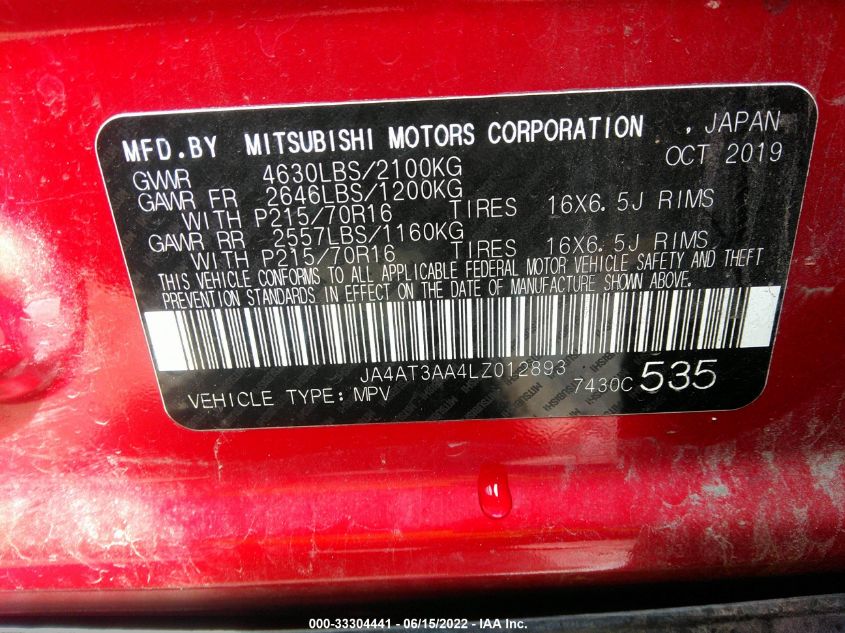 MFD.BY MITSUBISHI MOTORS CORPORATION , JAPAN
OCT 2019
GVWR 4630LBS/2100KG
GAWR FR 2646LBS/1200KG
WITH P215/70R16 TIRES 16X6.5J RIMS
GAWR RR 2557LBS/1160KG
WITH P215/70R16 TIRES 16X6.5J RIMS
THIS VEHICLE CONFORMS TO ALL APPLICABLE FEDERAL MOTOR VEHICLE SAFETY AND THEFT
PREVENTION STANDARDS IN EFFECT ON THE DATE OF MANUFACTURE SHOWN ABOVE.
JA4AT3AA4LZ012893
VEHICLE TYPE: MPV 7430C 535
000-33304441 - 06/15/2022 - IAA Inc.